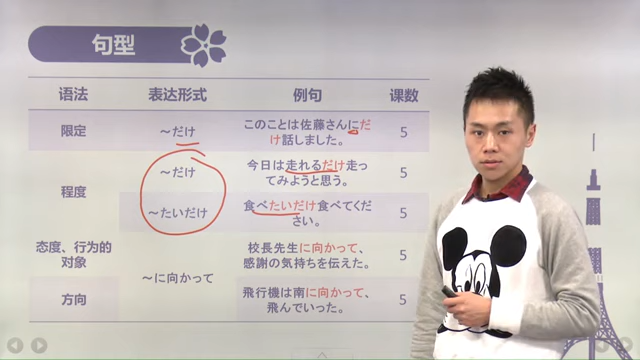 句型
语法 表达形式 例句 课数
限定 ～だけ このことは佐藤さんにだ
け話しました。 5
程度 ～だけ 今日は走れるだけ走っ
てみようと思う。 5
～たいだけ 食べたいだけ食べてくだ
さい。 5
态度、行为的
对象 ～に向かって 校長先生に向かって、
感謝の気持ちを伝えた。 5
方向 飛行機は南に向かって、
飛んでいった。 5